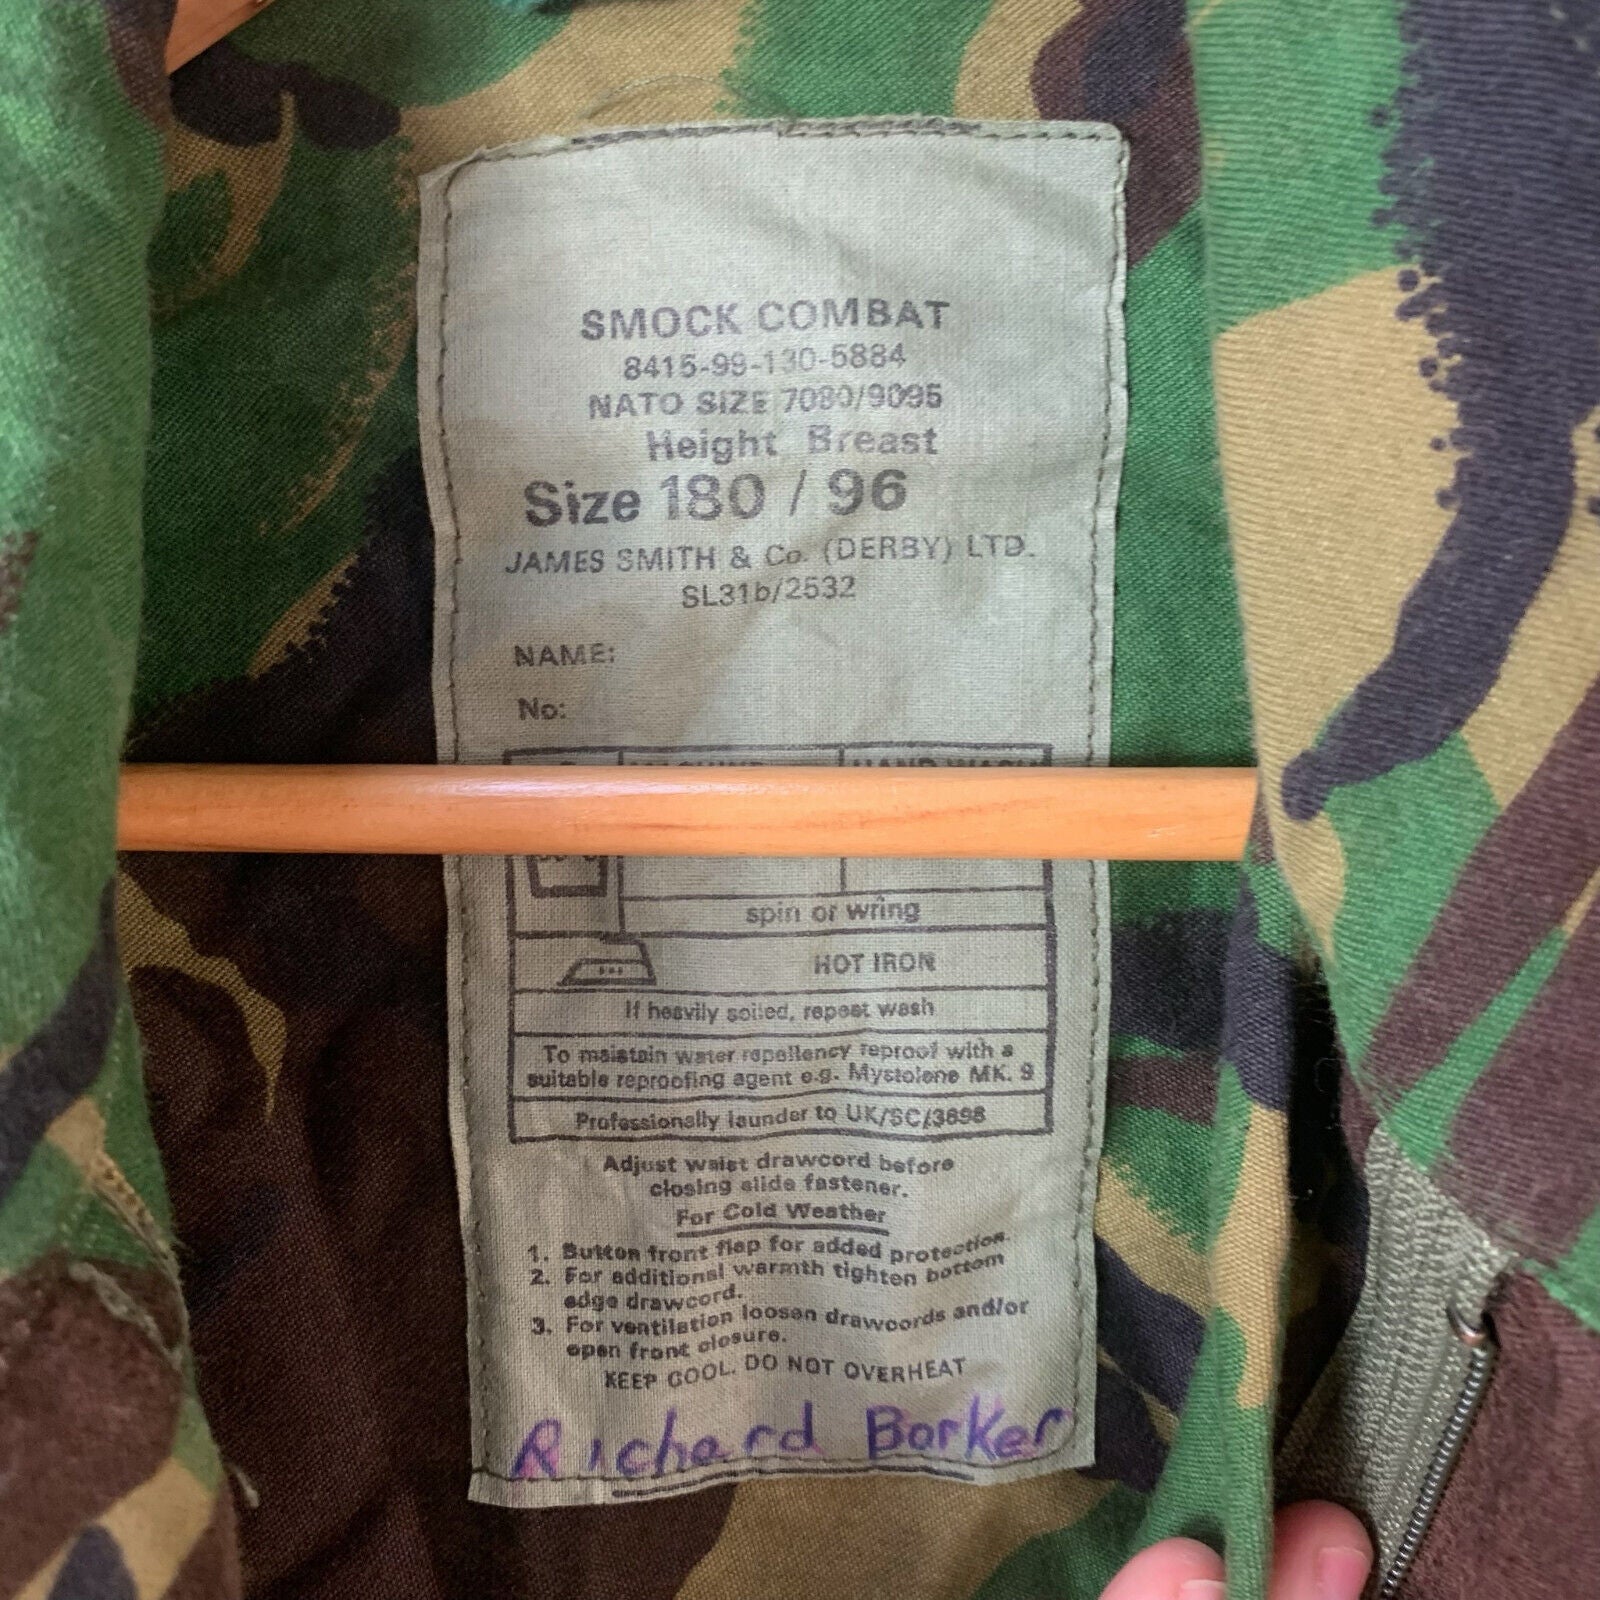 SMOCK COMBAT
8415-99-130-5884
NATO SIZE 7080/9095
Height Breast
Size 180 / 96
JAMES SMITH & Co. (DERBY) LTD.
SL31b/2532
NAME:
No:
HAND WASH
spin or wring
HOT IRON
If heavily soiled, repeat wash
To maintain water repellency reproof with a
suitable reproofing agent e.g. Mystolene MK. 9
Professionally launder to UK/SC/3898
Adjust waist drawcord before
closing slide fastener.
For Cold Weather
1. Button front flap for added protection.
2. For additional warmth tighten bottom
edge drawcord.
3. For ventilation loosen drawcords and/or
open front closure.
KEEP COOL. DO NOT OVERHEAT
Richard Barker